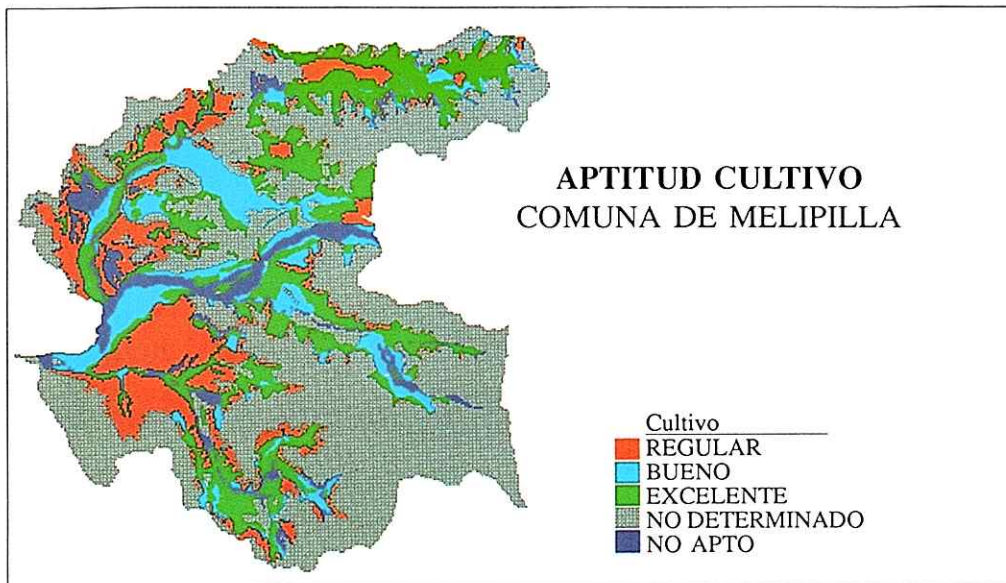 APTITUD CULTIVO
COMUNA DE MELIPILLA
Cultivo
REGULAR
BUENO
EXCELENTE
NO DETERMINADO
NO APTO